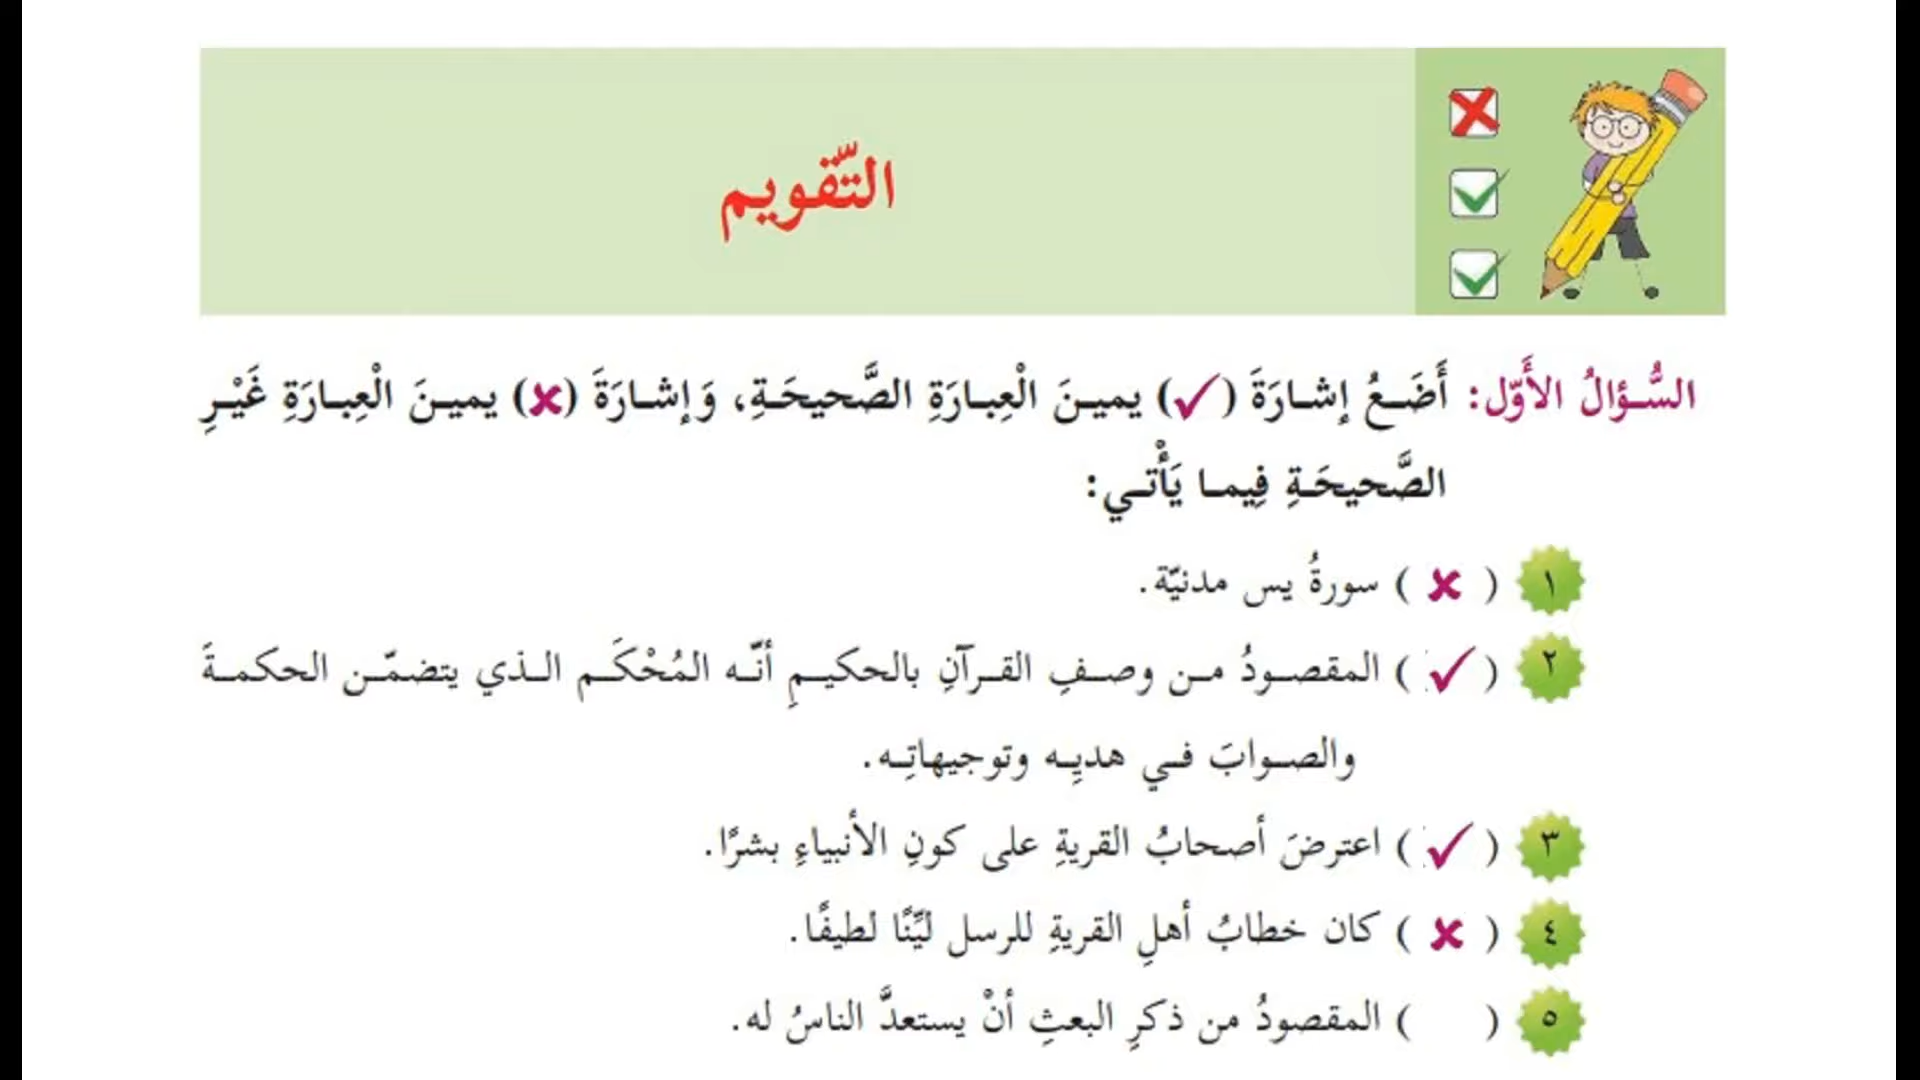 التّقويم
السُّؤالُ الأَوّل: أَضَعُ إشارَةَ (✓) يمينَ الْعِبارَةِ الصَّحيحَةِ، وَإشارَةَ (✘) يمينَ الْعِبارَةِ غَيْرِ
الصَّحيحَةِ فِيما يَأْتي:
١ ( ✘ ) سورةُ يس مدنيّة.
٢ ( ✓ ) المقصودُ من وصفِ القرآنِ بالحكيمِ أنّه المُحْكَم الذي يتضمّن الحكمةَ
والصوابَ في هديِه وتوجيهاتِه.
٣ ( ✓ ) اعترضَ أصحابُ القريةِ على كونِ الأنبياءِ بشرًا.
٤ ( ✘ ) كان خطابُ أهلِ القريةِ للرسل ليِّنًا لطيفًا.
٥ ( ) المقصودُ من ذكرِ البعثِ أنْ يستعدَّ الناسُ له.